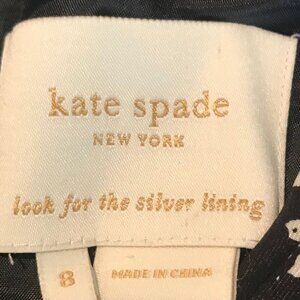 kate spade
NEW YORK
look for the silver lining
8
MADE IN CHINA